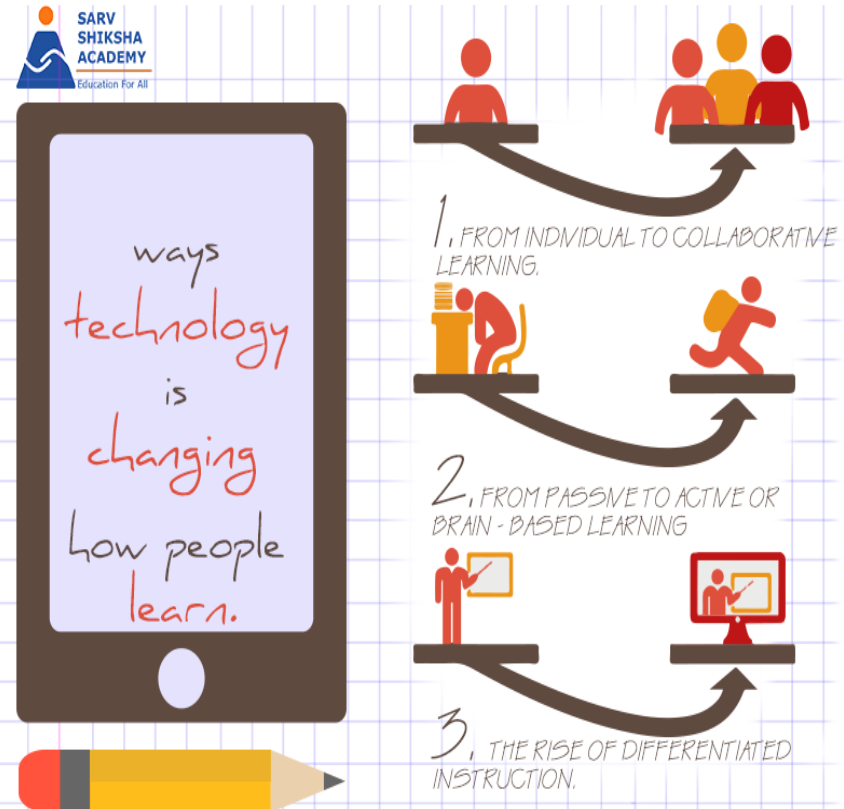 SARV
SHIKSHA
ACADEMY
Education For All
ways
technology
is
changing
how people
learn.
1. FROM INDIVIDUAL TO COLLABORATIVE
LEARNING.
2. FROM PASSIVE TO ACTIVE OR
BRAIN - BASED LEARNING
3. THE RISE OF DIFFERENTIATED
INSTRUCTION.